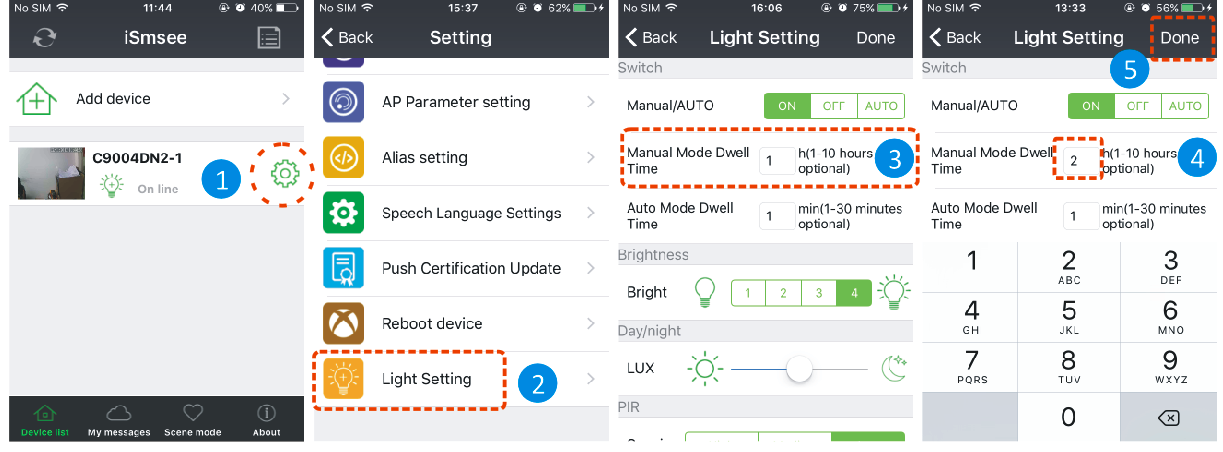 No SIM 11:44 40%
iSmsee
Add device
C9004DN2-1
On line
1
Device list My messages Scene mode About
No SIM 15:37 62%
Back Setting
AP Parameter setting
Alias setting
Speech Language Settings
Push Certification Update
Reboot device
Light Setting
2
No SIM 16:06 75%
Back Light Setting Done
Switch
Manual/AUTO ON OFF AUTO
Manual Mode Dwell
Time
1
h(1-10 hours
optional)
3
Auto Mode Dwell
Time
1
min(1-30 minutes
optional)
Brightness
Bright 1 2 3 4
Day/night
LUX
PIR
No SIM 13:33 56%
Back Light Setting Done
5
Switch
Manual/AUTO ON OFF AUTO
Manual Mode Dwell
Time
2
h(1 10 hours
optional)
4
Auto Mode Dwell
Time
1
min(1-30 minutes
optional)
1 2 3
ABC DEF
4 5 6
GH JKL MNO
7 8 9
PQRS TUV WXYZ
0